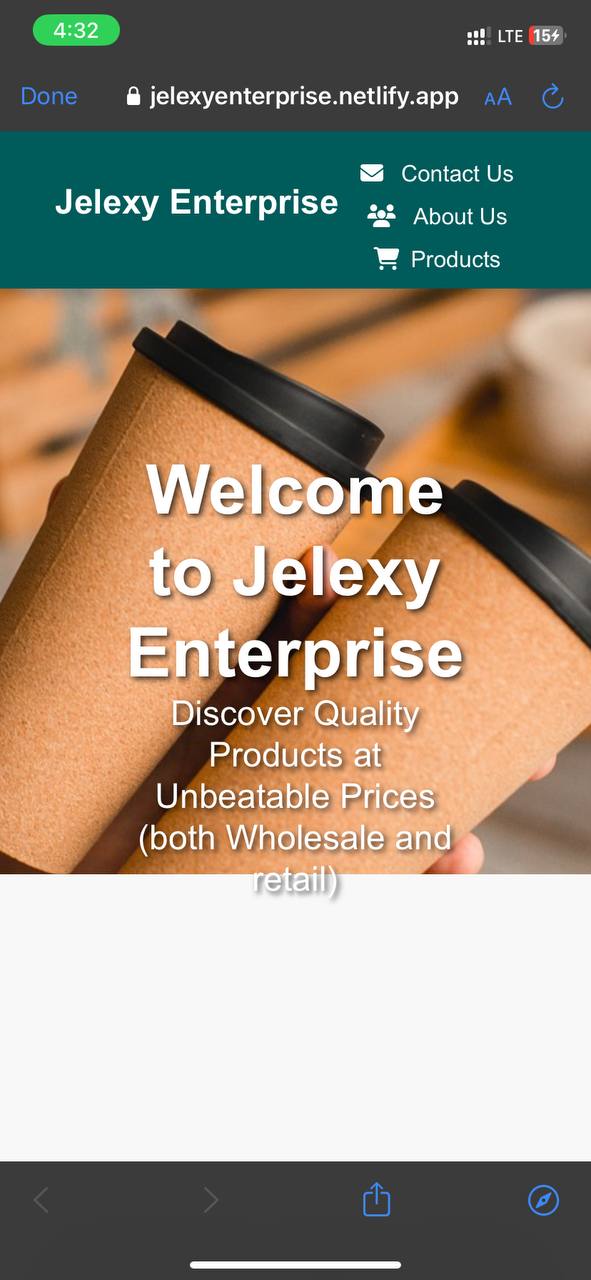 4:32
LTE 15
Done
jelexyenterprise.netlify.app
AA
Jelexy Enterprise
Contact Us
About Us
Products
Welcome
to Jelexy
Enterprise
Discover Quality
Products at
Unbeatable Prices
(both Wholesale and
retail)